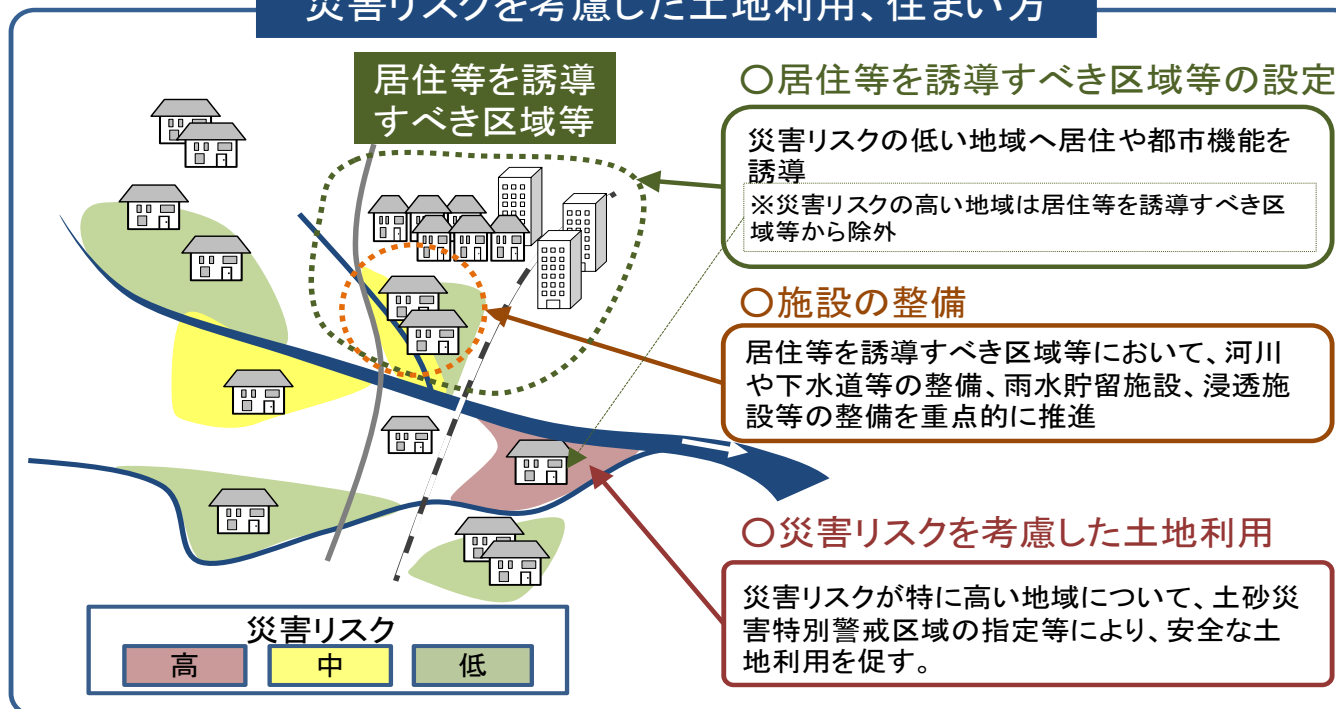 災害リスクを考慮した土地利用、住まい方
居住等を誘導
すべき区域等
〇居住等を誘導すべき区域等の設定
災害リスクの低い地域へ居住や都市機能を
誘導
※災害リスクの高い地域は居住等を誘導すべき区
域等から除外
〇施設の整備
居住等を誘導すべき区域等において、河川
や下水道等の整備、雨水貯留施設、浸透施
設等の整備を重点的に推進
〇災害リスクを考慮した土地利用
災害リスクが特に高い地域について、土砂災
害特別警戒区域の指定等により、安全な土
地利用を促す。
災害リスク
高
中
低